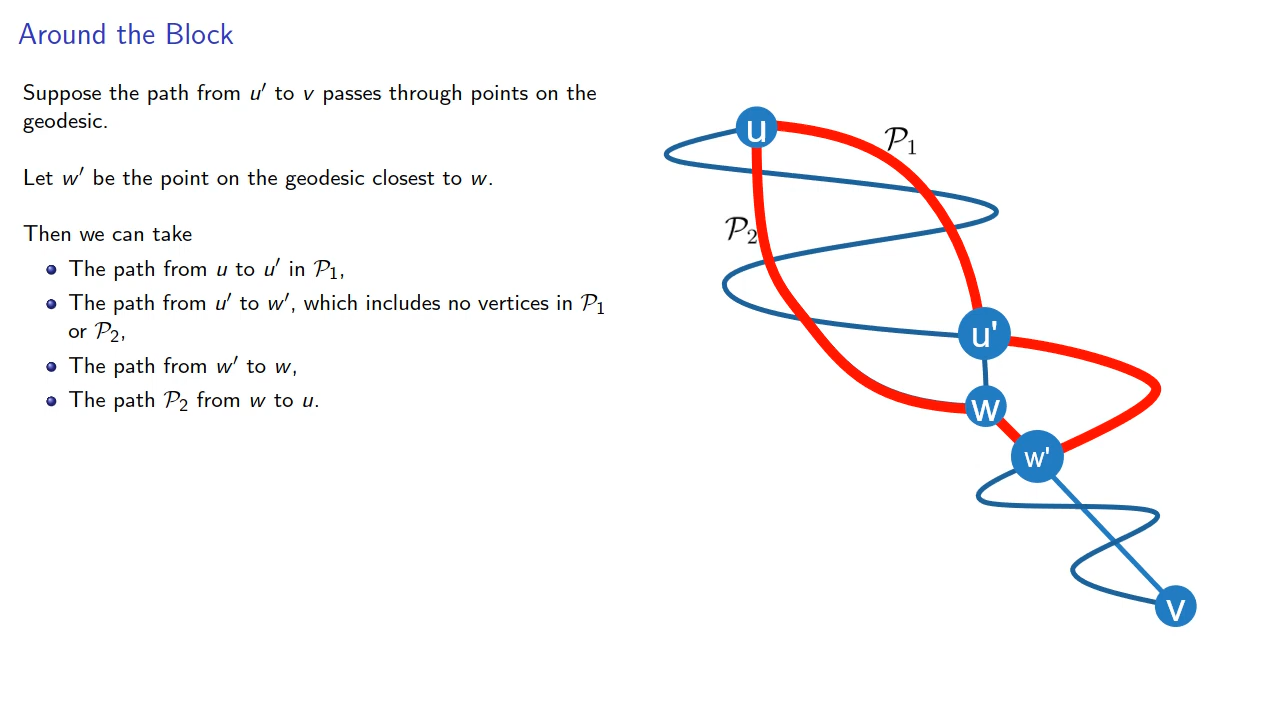 Around the Block
Suppose the path from u′ to v passes through points on the
geodesic.
Let w′ be the point on the geodesic closest to w.
Then we can take
The path from u to u′ in 𝒫₁,
The path from u′ to w′, which includes no vertices in 𝒫₁
or 𝒫₂,
The path from w′ to w,
The path 𝒫₂ from w to u.
u
𝒫₁
𝒫₂
u'
w
w'
v